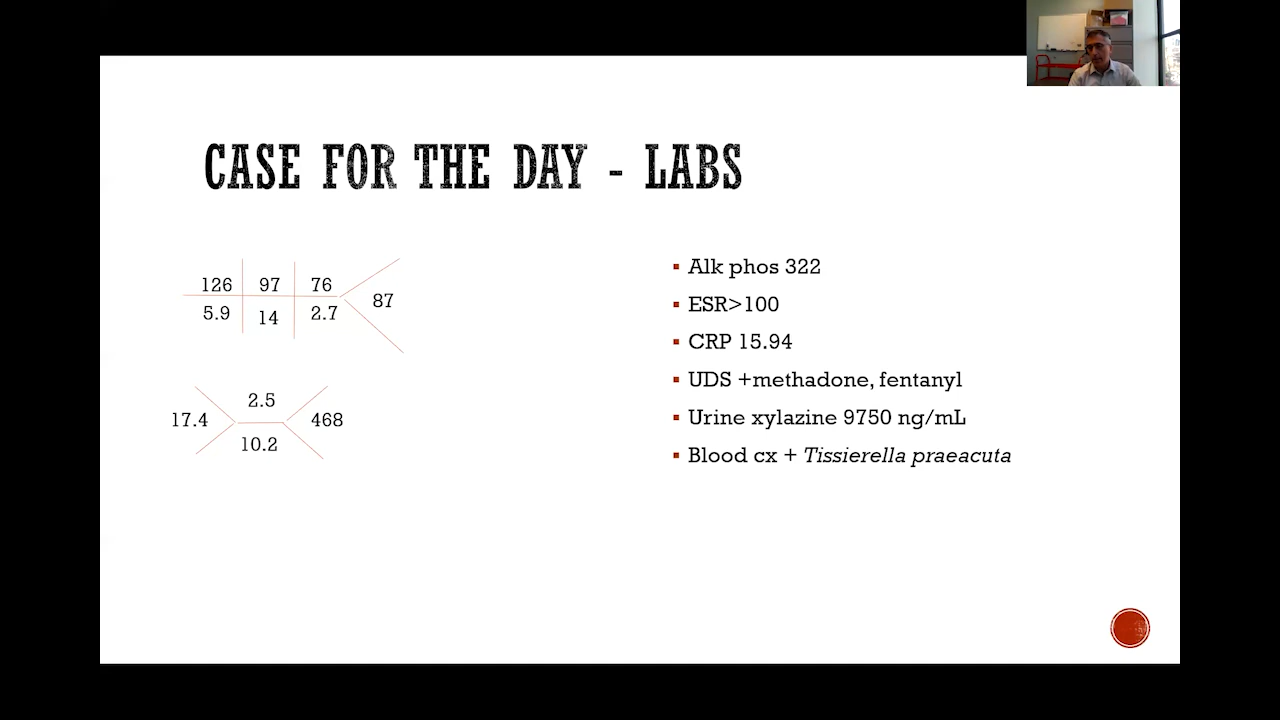 CASE FOR THE DAY - LABS
126 97 76
87
5.9 14 2.7
2.5
17.4 468
10.2
Alk phos 322
ESR>100
CRP 15.94
UDS +methadone, fentanyl
Urine xylazine 9750 ng/mL
Blood cx + Tissierella praeacuta